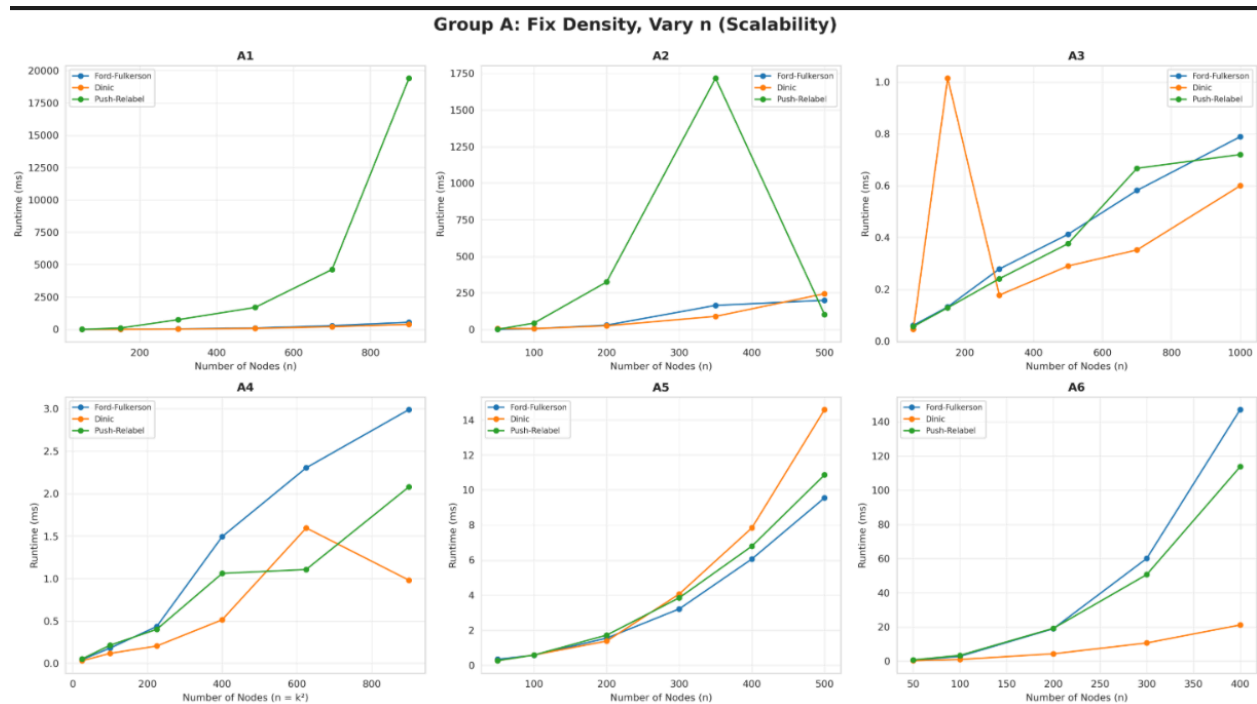 Group A: Fix Density, Vary n (Scalability)
A1
Ford-Fulkerson
Dinic
Push-Relabel
20000
17500
15000
12500
10000
7500
5000
2500
0
Runtime (ms)
200 400 600 800
Number of Nodes (n)
A2
Ford-Fulkerson
Dinic
Push-Relabel
1750
1500
1250
1000
750
500
250
0
Runtime (ms)
100 200 300 400 500
Number of Nodes (n)
A3
Ford-Fulkerson
Dinic
Push-Relabel
1.0
0.8
0.6
0.4
0.2
0.0
Runtime (ms)
200 400 600 800 1000
Number of Nodes (n)
A4
Ford-Fulkerson
Dinic
Push-Relabel
3.0
2.5
2.0
1.5
1.0
0.5
0.0
Runtime (ms)
0 200 400 600 800
Number of Nodes (n = k²)
A5
Ford-Fulkerson
Dinic
Push-Relabel
14
12
10
8
6
4
2
0
Runtime (ms)
100 200 300 400 500
Number of Nodes (n)
A6
Ford-Fulkerson
Dinic
Push-Relabel
140
120
100
80
60
40
20
0
Runtime (ms)
50 100 150 200 250 300 350 400
Number of Nodes (n)